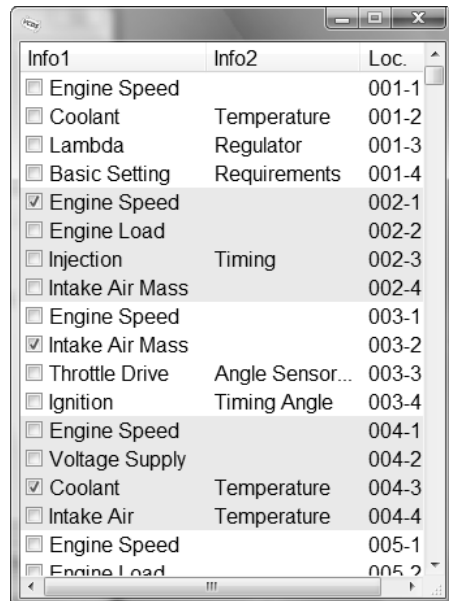 Info1 Info2 Loc.
Engine Speed 001-1
Coolant Temperature 001-2
Lambda Regulator 001-3
Basic Setting Requirements 001-4
Engine Speed 002-1
Engine Load 002-2
Injection Timing 002-3
Intake Air Mass 002-4
Engine Speed 003-1
Intake Air Mass 003-2
Throttle Drive Angle Sensor... 003-3
Ignition Timing Angle 003-4
Engine Speed 004-1
Voltage Supply 004-2
Coolant Temperature 004-3
Intake Air Temperature 004-4
Engine Speed 005-1
Engine Load 005-2